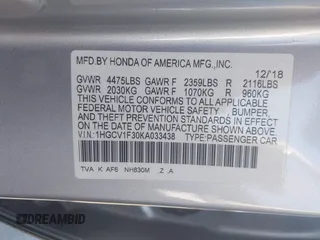 MFD.BY HONDA OF AMERICA MFG.,INC.
12/18
GVWR 4475LBS GAWR F 2359LBS R 2116LBS
GVWR 2030KG GAWR F 1070KG R 960KG
THIS VEHICLE CONFORMS TO ALL APPLICABLE
FEDERAL MOTOR VEHICLE SAFETY, BUMPER,
AND THEFT PREVENTION STANDARDS IN EFFECT
ON THE DATE OF MANUFACTURE SHOWN ABOVE.
V.I.N:1HGCV1F30KA033438 TYPE:PASSENGER CAR
TVA K AF6 NH830M ,Z ,A
DREAMBID